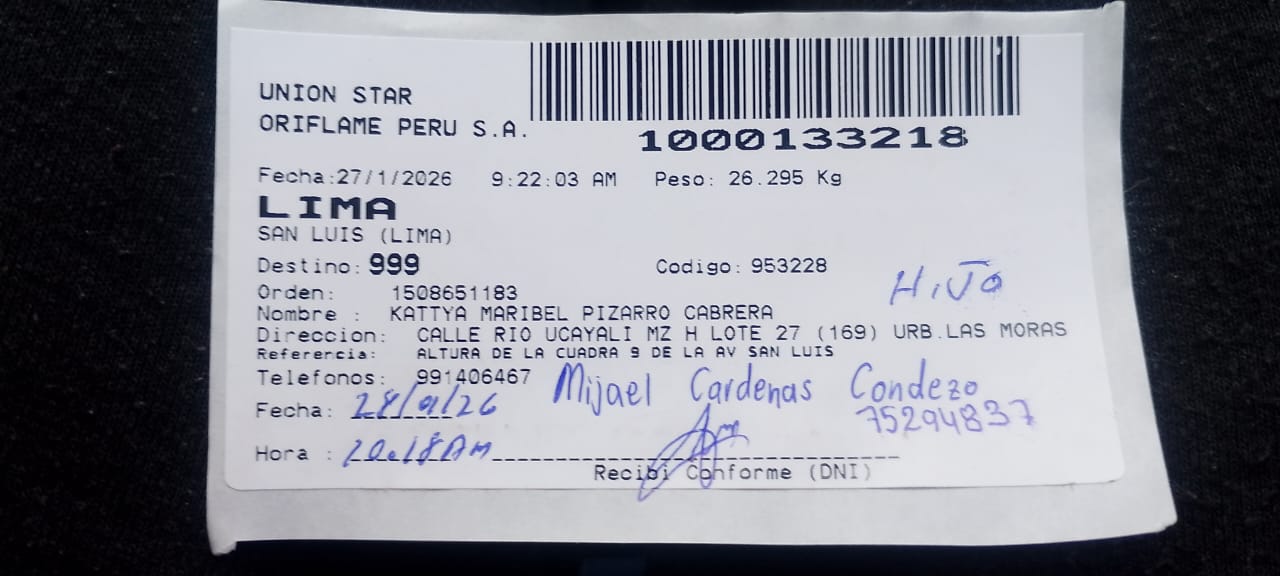 UNION STAR
ORIFLAME PERU S.A.
1000133218
Fecha:27/1/2026 9:22:03 AM Peso: 26.295 Kg
LIMA
SAN LUIS (LIMA)
Destino: 999 Codigo: 953228
HiJo
Orden: 1508651183
Nombre : KATTYA MARIBEL PIZARRO CABRERA
Direccion: CALLE RIO UCAYALI MZ H LOTE 27 (169) URB.LAS MORAS
Referencia: ALTURA DE LA CUADRA 9 DE LA AV SAN LUIS
Telefonos: 991406467 Mijael Cardenas Condezo
Fecha: 75294837
Hora : 10:18AM
Recibi Conforme (DNI)